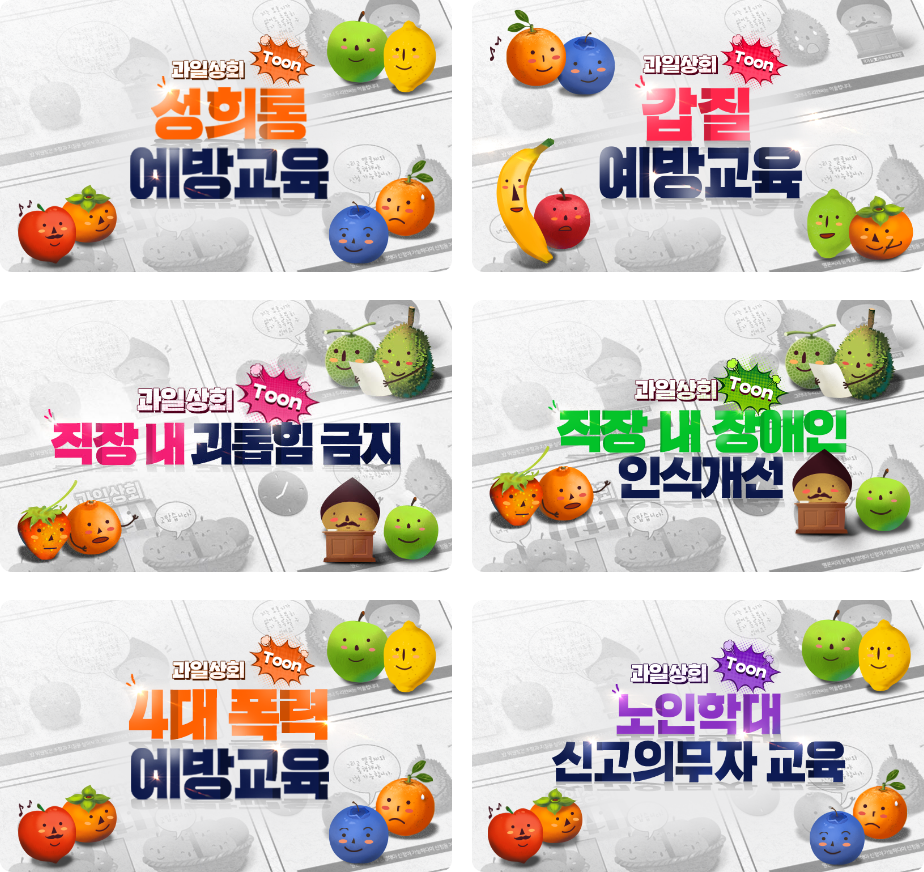 과일상회 Toon
성희롱
예방교육
과일상회 Toon
갑질
예방교육
과일상회 Toon
직장 내 괴롭힘 금지
과일상회
과일상회 Toon
직장 내 장애인
인식개선
과일상회 Toon
4대 폭력
예방교육
과일상회 Toon
노인학대
신고의무자 교육